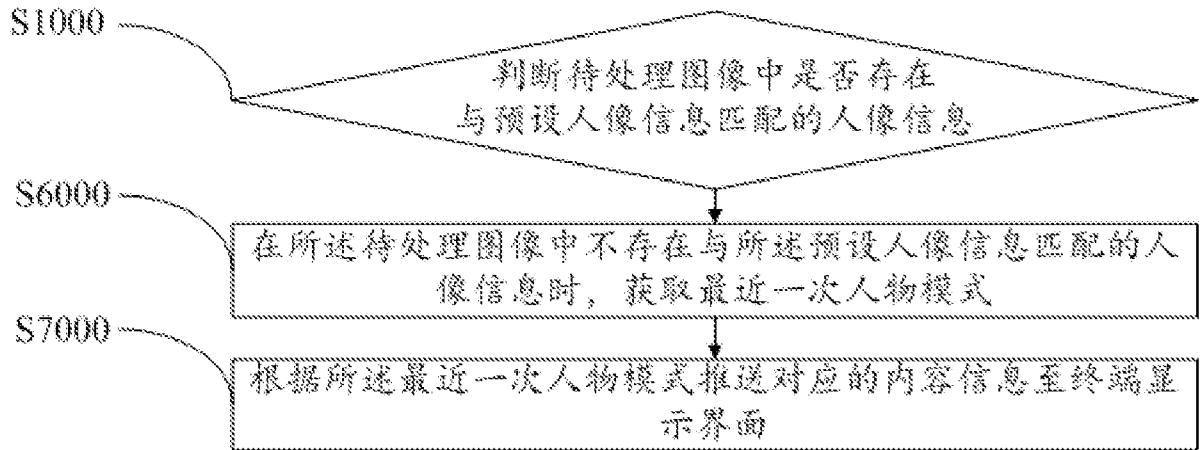 S1000
判断待处理图像中是否存在
与预设人像信息匹配的人像信息
S6000
在所述待处理图像中不存在与所述预设人像信息匹配的人
像信息时，获取最近一次人物模式
S7000
根据所述最近一次人物模式推送对应的内容信息至终端显
示界面